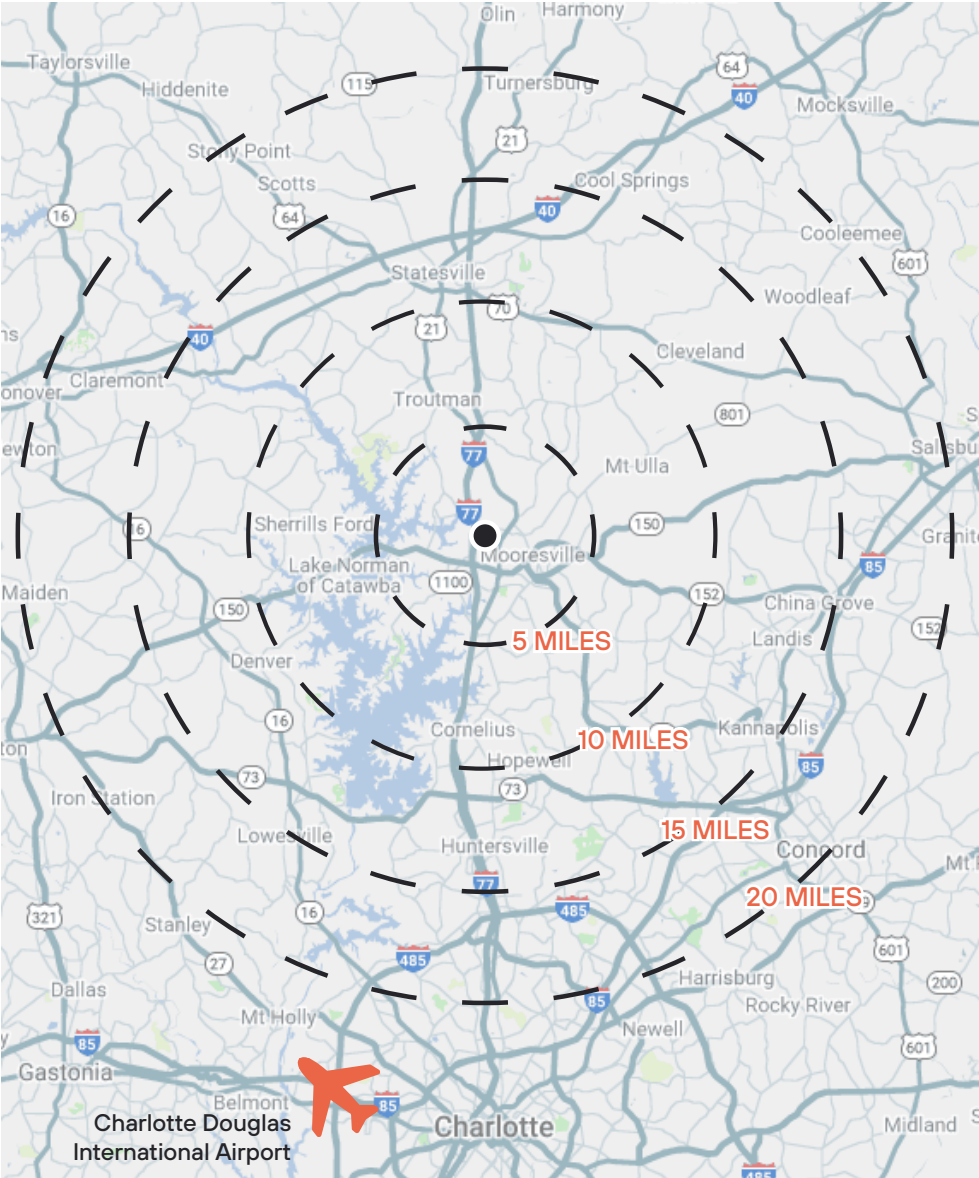 Olin
Harmony
Taylorsville
64
115
Turnersburg
Hiddenite
40
Mocksville
21
Stony Point
Cool Springs
Scotts
40
16
64
Cooleemee
601
Statesville
Woodleaf
70
21
40
Cleveland
Claremont
onover
Troutman
801
ewton
77
Mt Ulla
Salisbu
77
16
Sherrills Ford
150
Granite
Mooresville
Lake Norman
of Catawba
85
1100
Maiden
150
152
China Grove
152
Landis
5 MILES
Denver
16
Cornelius
Kannapolis
10 MILES
ton
Hopewell
85
73
73
Iron Station
15 MILES
Lowesville
Huntersville
Concord
77
20 MILES
321
16
485
Stanley
601
485
27
Harrisburg
200
Dallas
85
Rocky River
Mt Holly
Newell
85
601
Gastonia
Belmont
85
Charlotte
Midland
Charlotte Douglas
International Airport
485